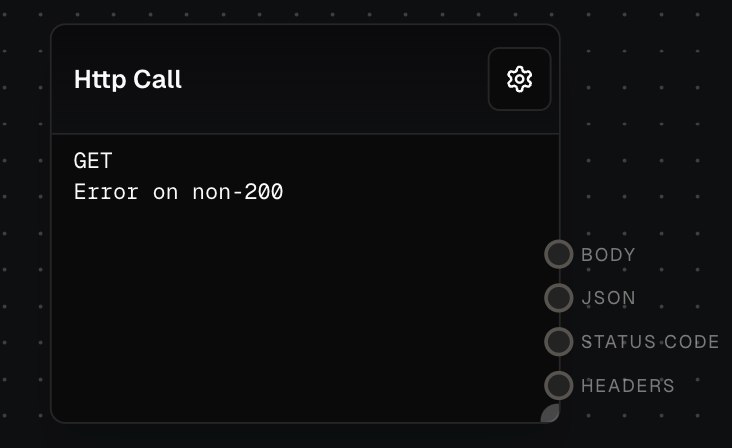 Http Call
GET
Error on non-200
BODY
JSON
STATUS CODE
HEADERS